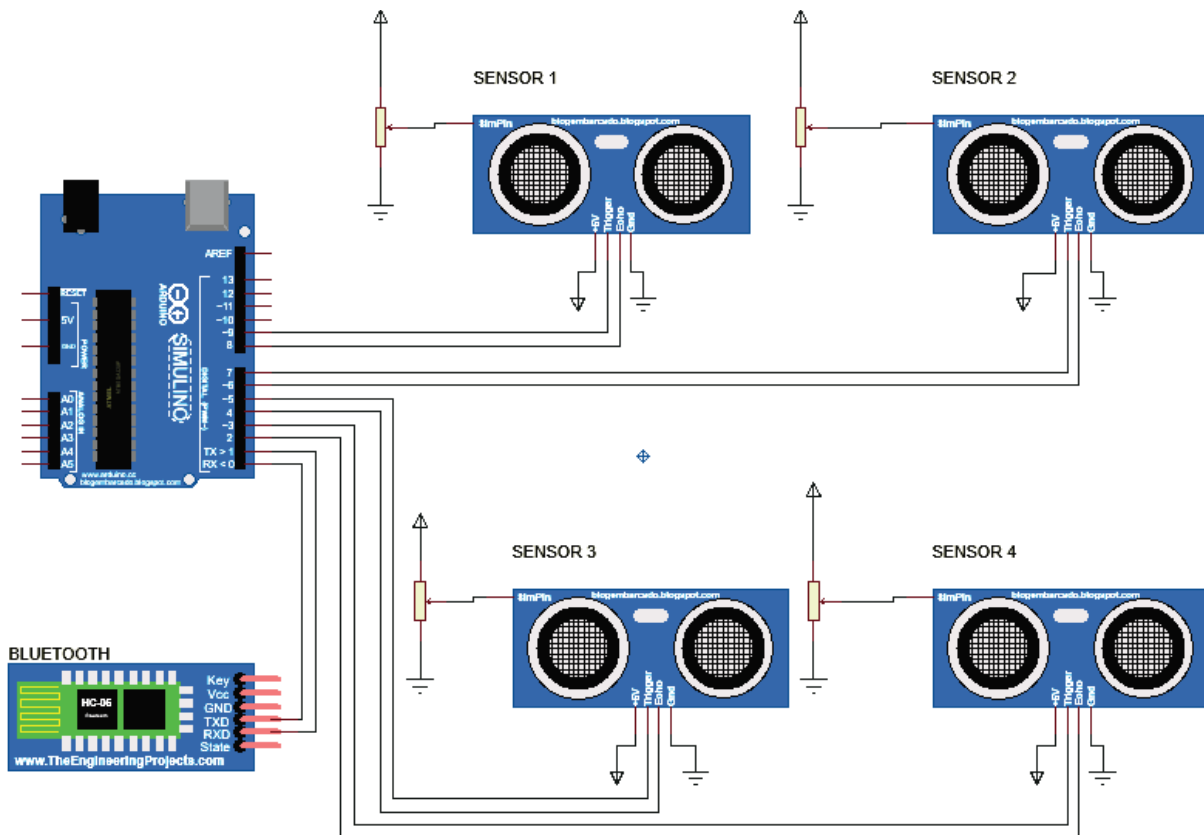 SENSOR 1
SimPin
blogembarcado.blogspot.com
+5V
Trigger
Echo
Gnd
SENSOR 2
SimPin
blogembarcado.blogspot.com
+5V
Trigger
Echo
Gnd
AREF
13
12
~11
~10
~9
8
7
~6
~5
4
~3
2
TX > 1
RX < 0
RESET
5V
GND
POWER
A0
A1
A2
A3
A4
A5
ANALOG IN
ARDUINO
SIMULINO
DIGITAL (PWM~)
www.arduino.cc
blogembarcado.blogspot.com
SENSOR 3
SimPin
blogembarcado.blogspot.com
+5V
Trigger
Echo
Gnd
SENSOR 4
SimPin
blogembarcado.blogspot.com
+5V
Trigger
Echo
Gnd
BLUETOOTH
HC-06
Key
Vcc
GND
TXD
RXD
State
www.TheEngineeringProjects.com